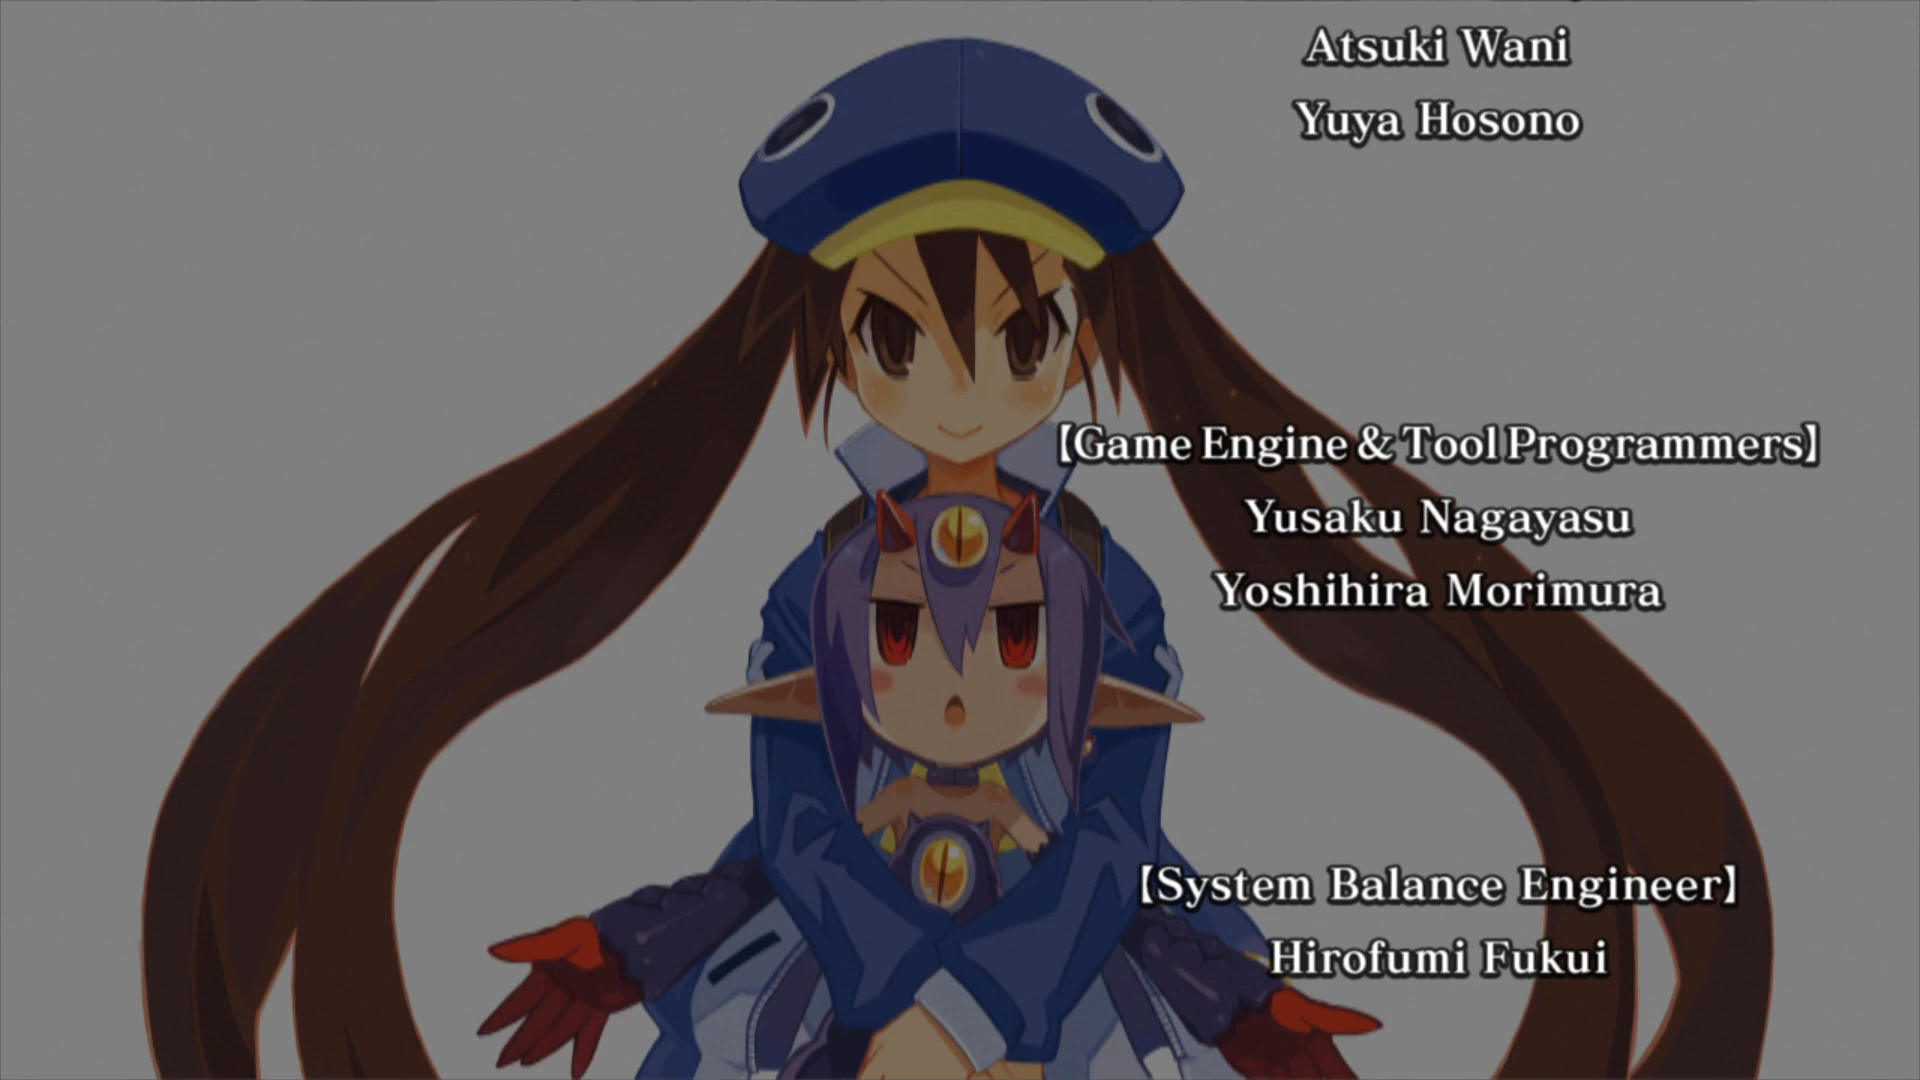 Atsuki Wani
Yuya Hosono
【Game Engine & Tool Programmers】
Yusaku Nagayasu
Yoshihira Morimura
【System Balance Engineer】
Hirofumi Fukui